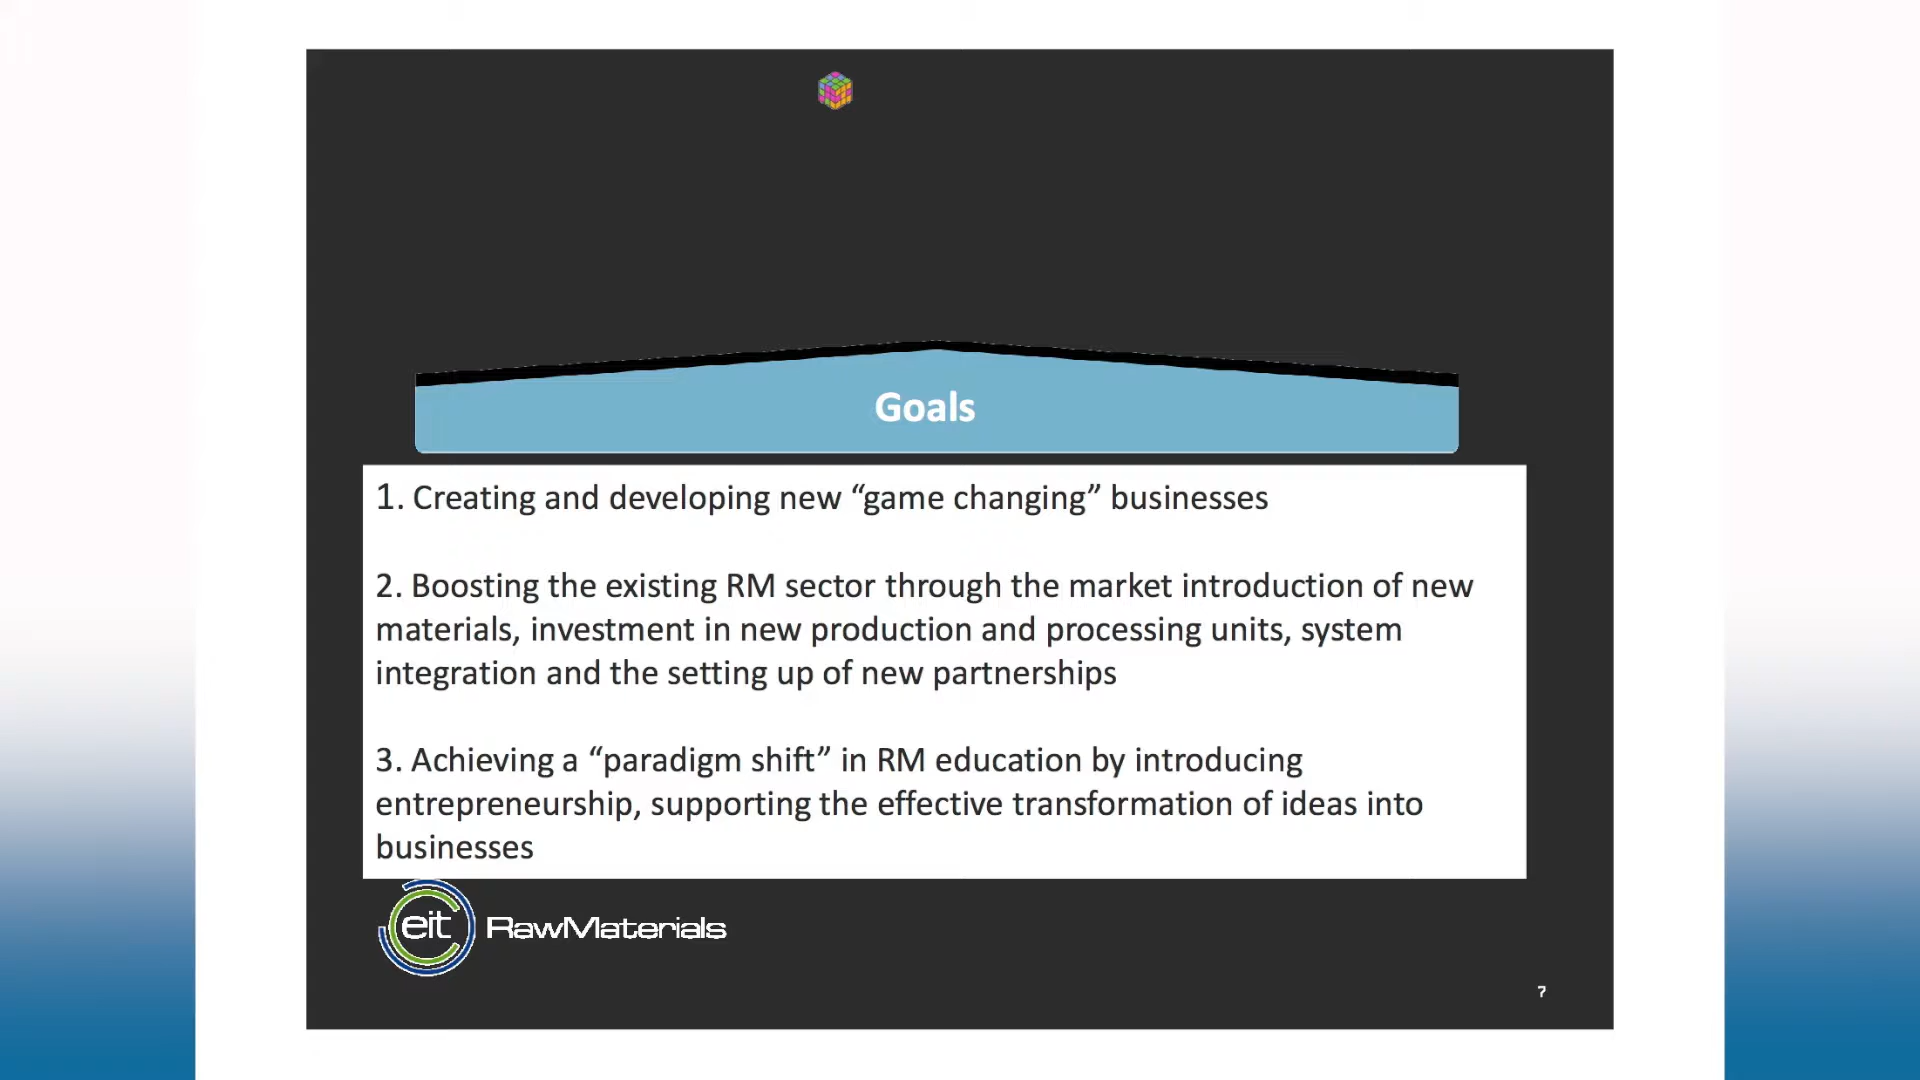 Goals
1. Creating and developing new “game changing” businesses
2. Boosting the existing RM sector through the market introduction of new
materials, investment in new production and processing units, system
integration and the setting up of new partnerships
3. Achieving a “paradigm shift” in RM education by introducing
entrepreneurship, supporting the effective transformation of ideas into
businesses
eit RawMaterials
7